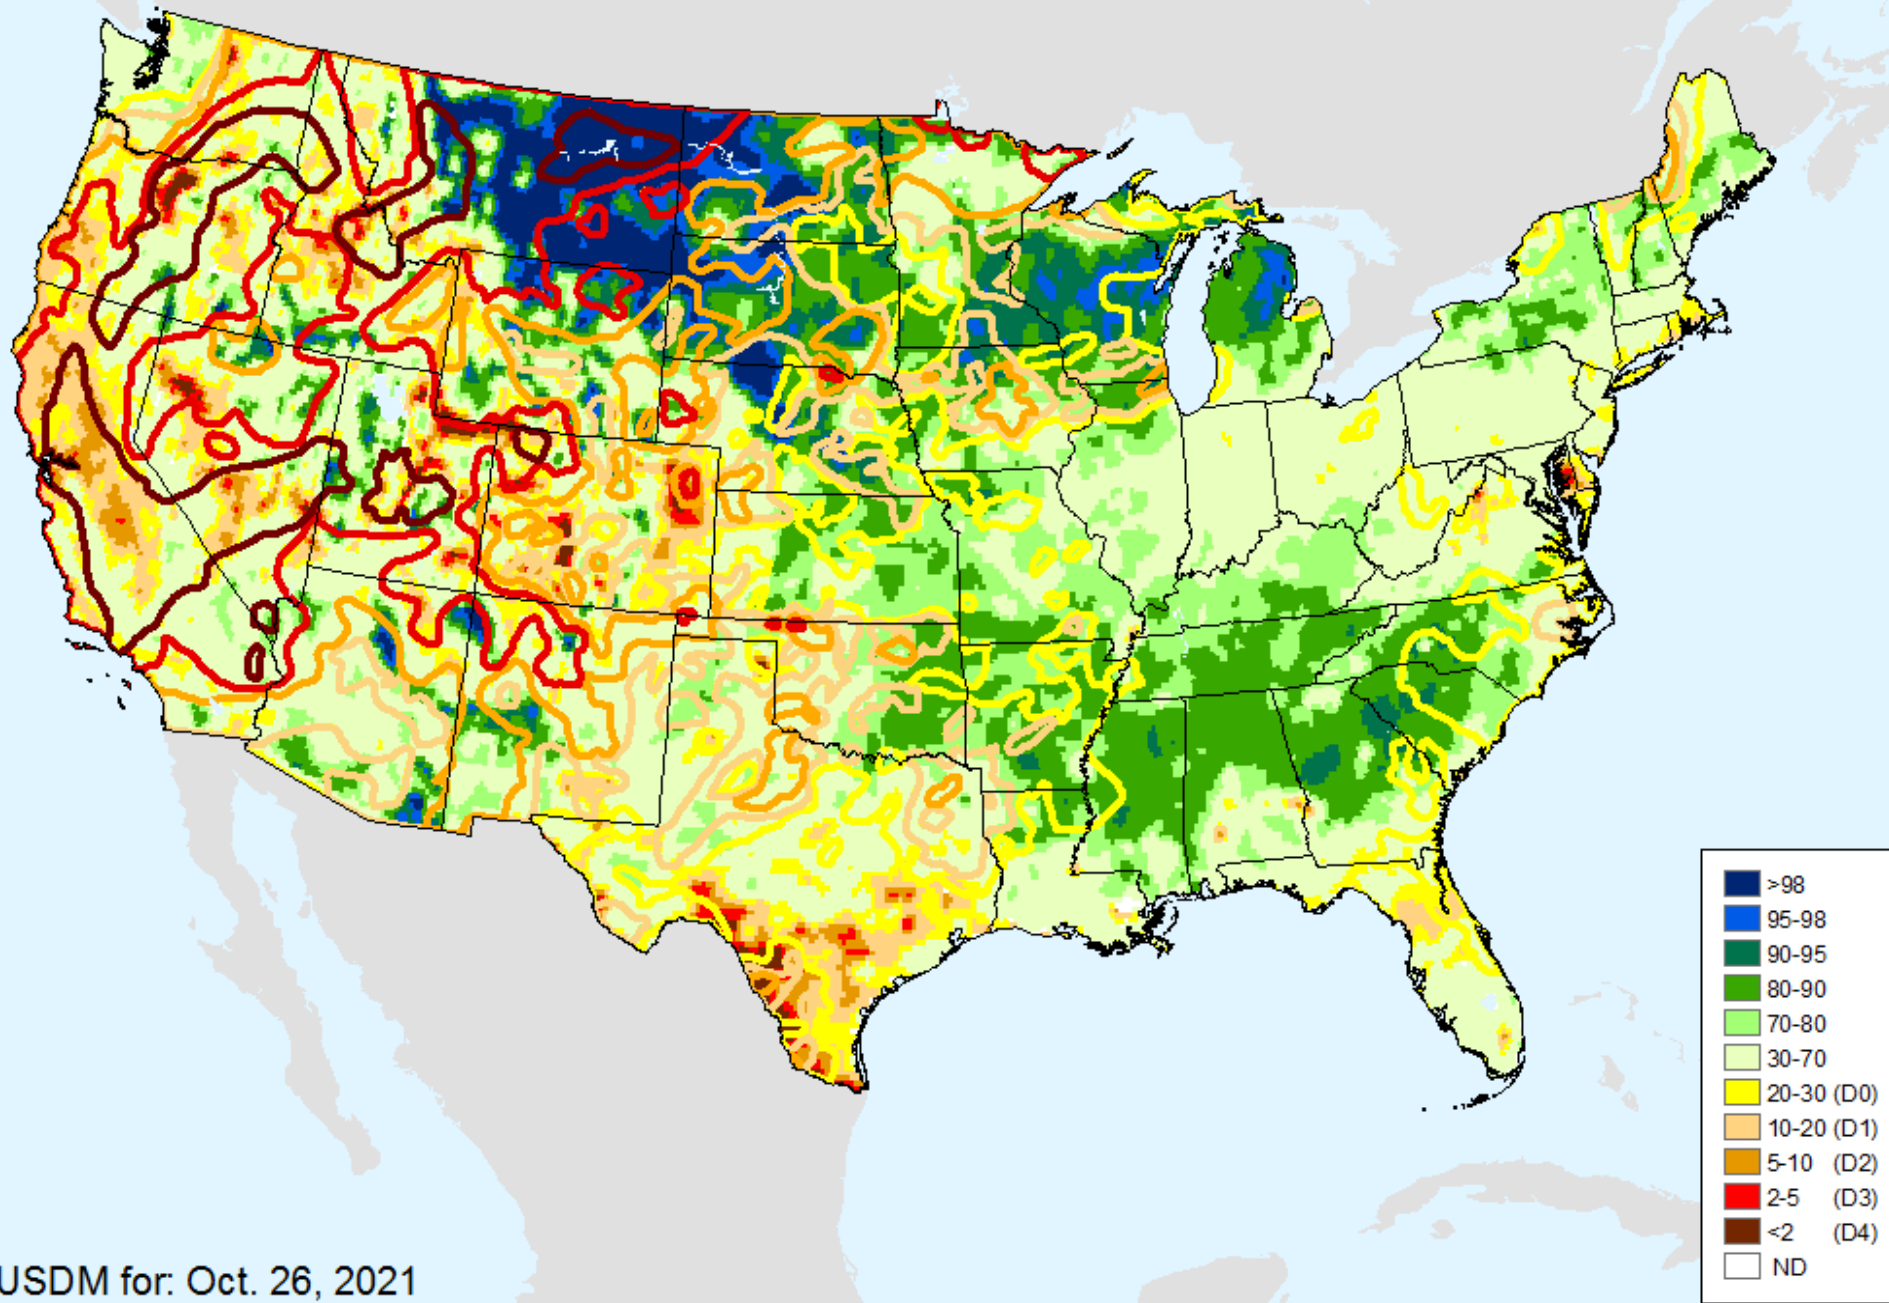 >98
95-98
90-95
80-90
70-80
30-70
20-30 (D0)
10-20 (D1)
5-10 (D2)
2-5 (D3)
<2 (D4)
ND
USDM for: Oct. 26, 2021